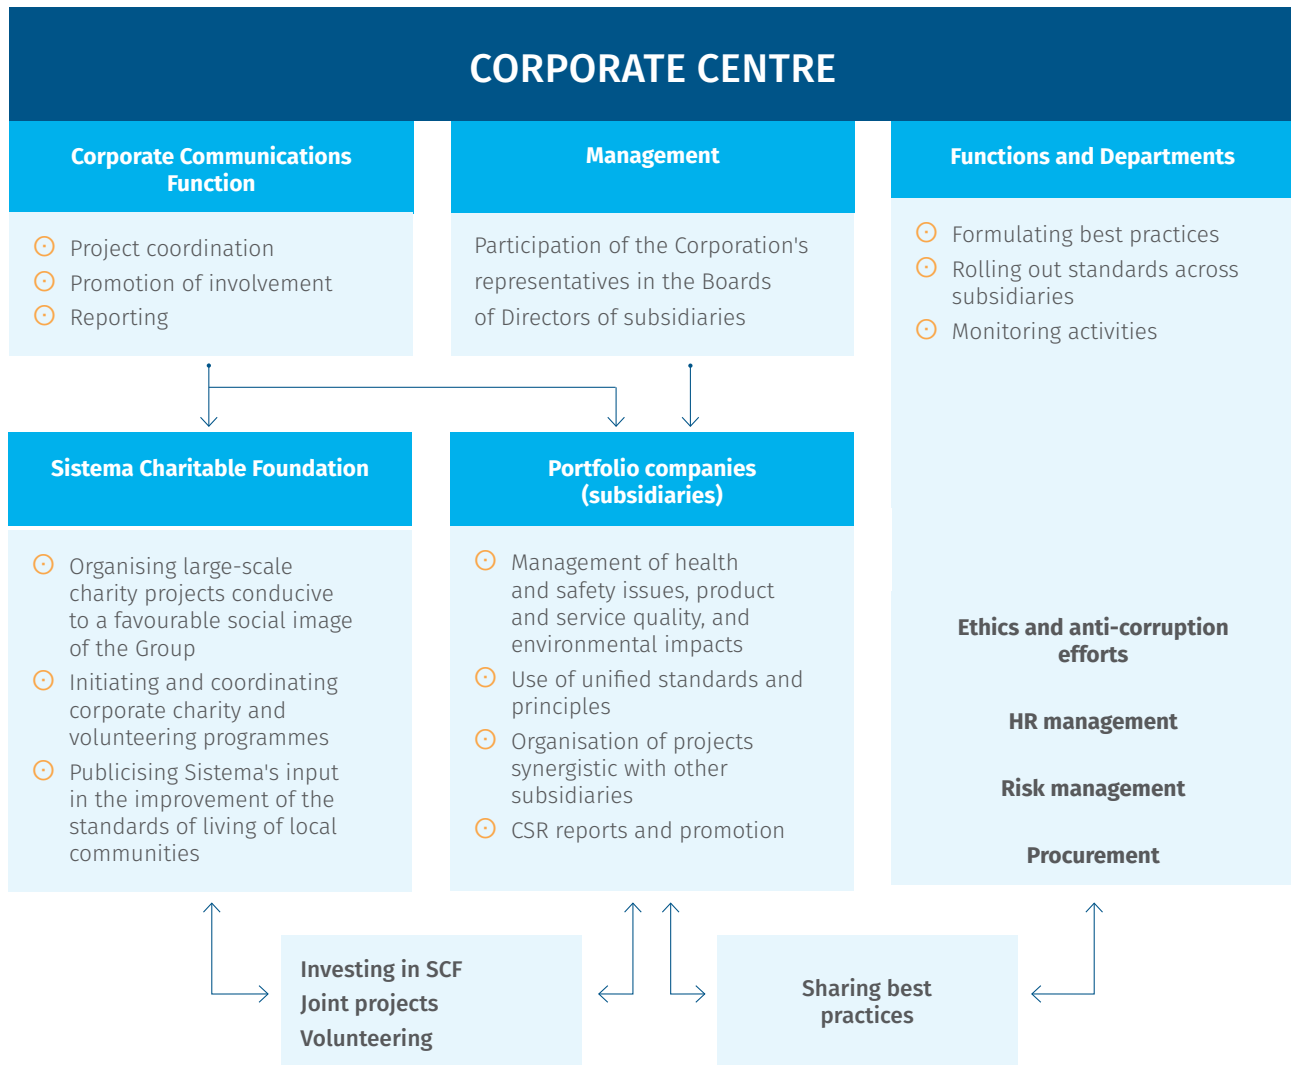 CORPORATE CENTRE
Corporate Communications
Function
Project coordination
Promotion of involvement
Reporting
Management
Participation of the Corporation's
representatives in the Boards
of Directors of subsidiaries
Functions and Departments
Formulating best practices
Rolling out standards across
subsidiaries
Monitoring activities
Ethics and anti-corruption
efforts
HR management
Risk management
Procurement
Sistema Charitable Foundation
Organising large-scale
charity projects conducive
to a favourable social image
of the Group
Initiating and coordinating
corporate charity and
volunteering programmes
Publicising Sistema's input
in the improvement of the
standards of living of local
communities
Portfolio companies
(subsidiaries)
Management of health
and safety issues, product
and service quality, and
environmental impacts
Use of unified standards and
principles
Organisation of projects
synergistic with other
subsidiaries
CSR reports and promotion
Investing in SCF
Joint projects
Volunteering
Sharing best
practices